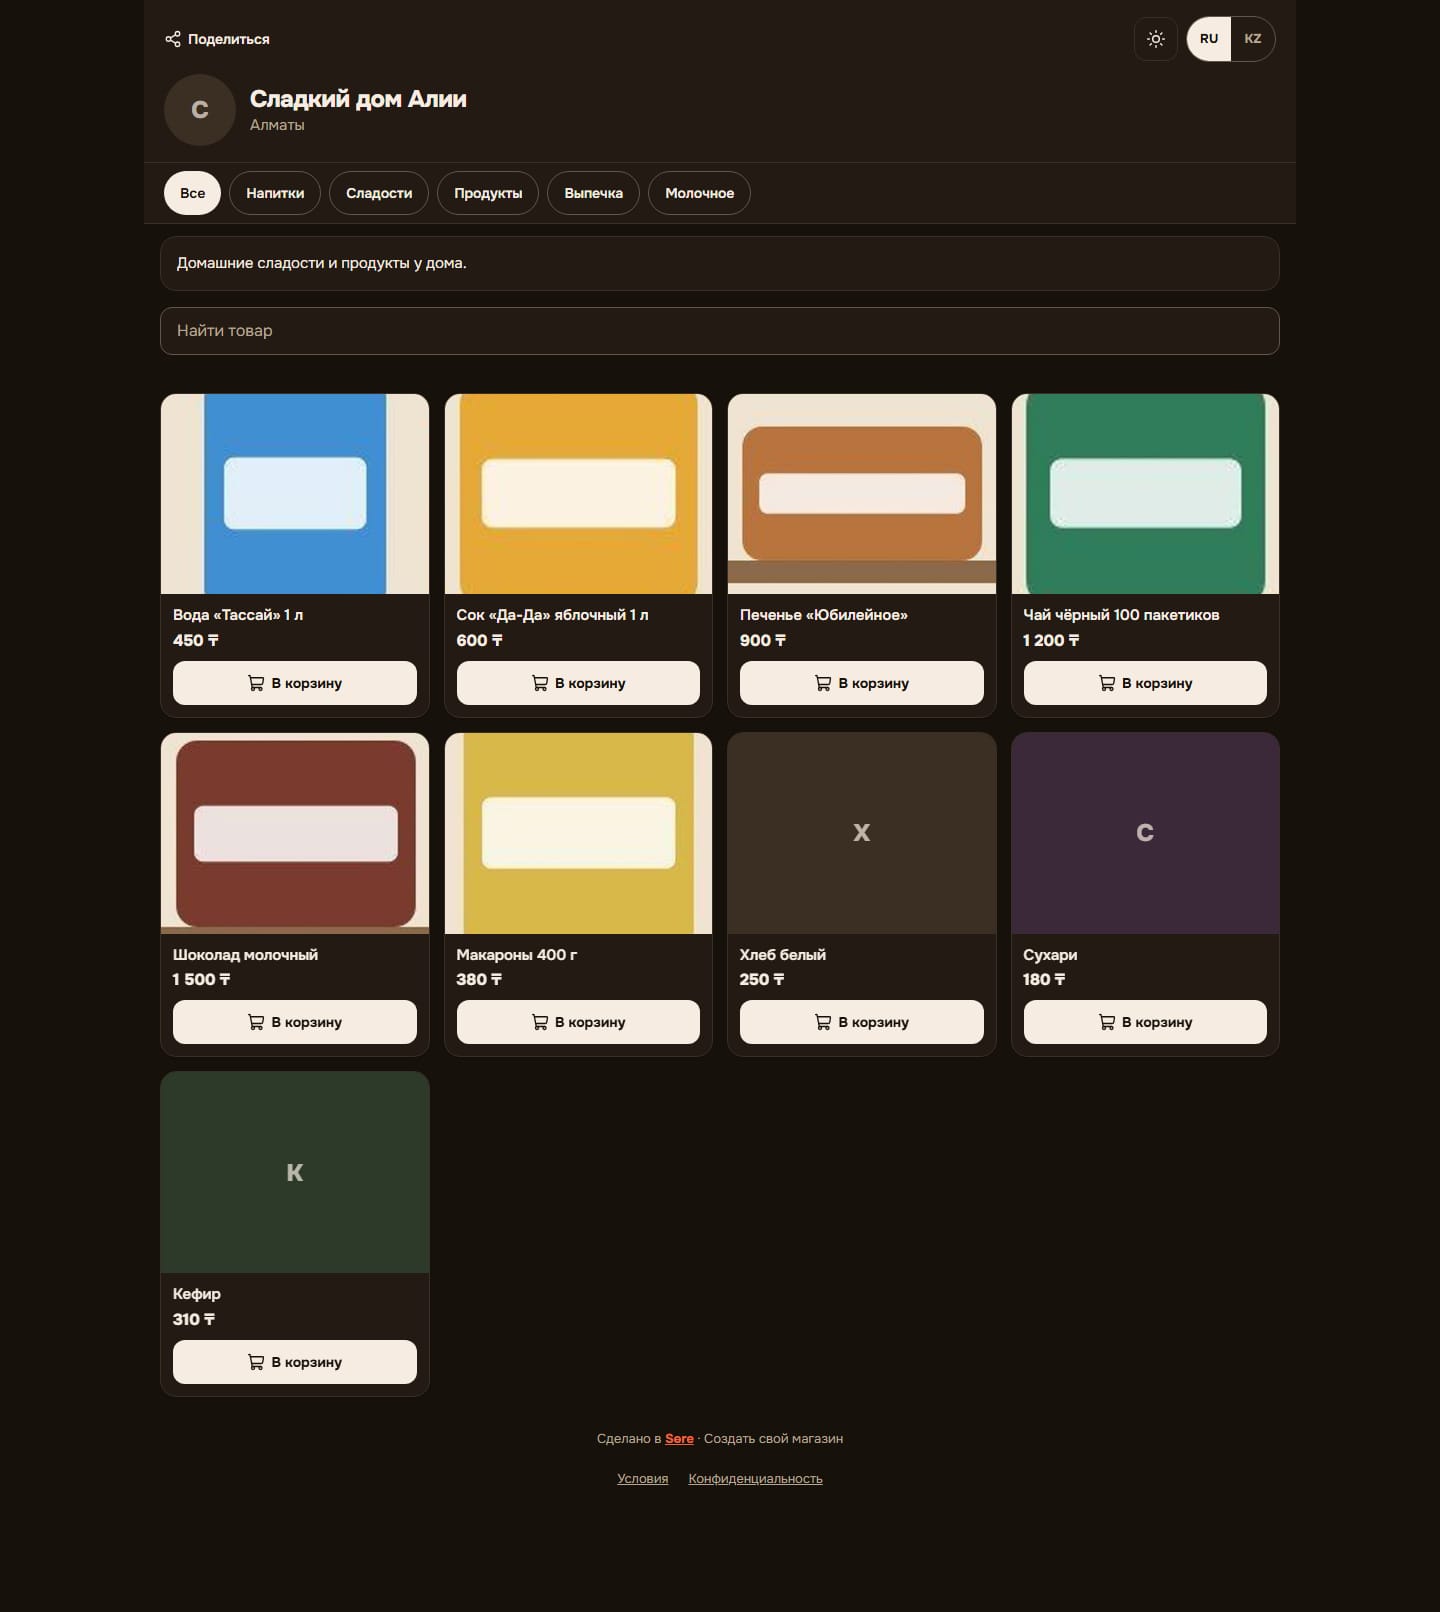 Поделиться
RU KZ
С
Сладкий дом Алии
Алматы
Все Напитки Сладости Продукты Выпечка Молочное
Домашние сладости и продукты у дома.
Найти товар
Вода «Тассай» 1 л
450 ₸
В корзину
Сок «Да-Да» яблочный 1 л
600 ₸
В корзину
Печенье «Юбилейное»
900 ₸
В корзину
Чай чёрный 100 пакетиков
1 200 ₸
В корзину
Шоколад молочный
1 500 ₸
В корзину
Макароны 400 г
380 ₸
В корзину
Х
Хлеб белый
250 ₸
В корзину
С
Сухари
180 ₸
В корзину
К
Кефир
310 ₸
В корзину
Сделано в Sere · Создать свой магазин
Условия Конфиденциальность